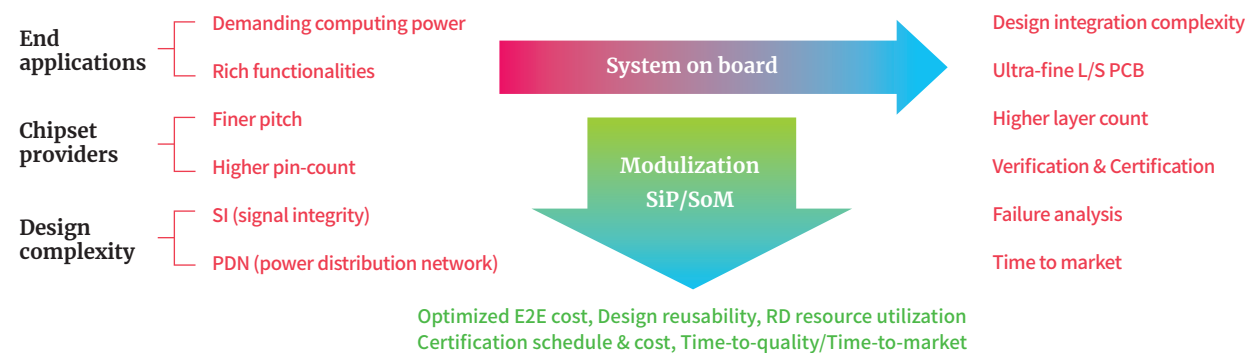 End
applications
Demanding computing power
Rich functionalities
Chipset
providers
Finer pitch
Higher pin-count
Design
complexity
SI (signal integrity)
PDN (power distribution network)
System on board
Modulization
SiP/SoM
Design integration complexity
Ultra-fine L/S PCB
Higher layer count
Verification & Certification
Failure analysis
Time to market
Optimized E2E cost, Design reusability, RD resource utilization
Certification schedule & cost, Time-to-quality/Time-to-market